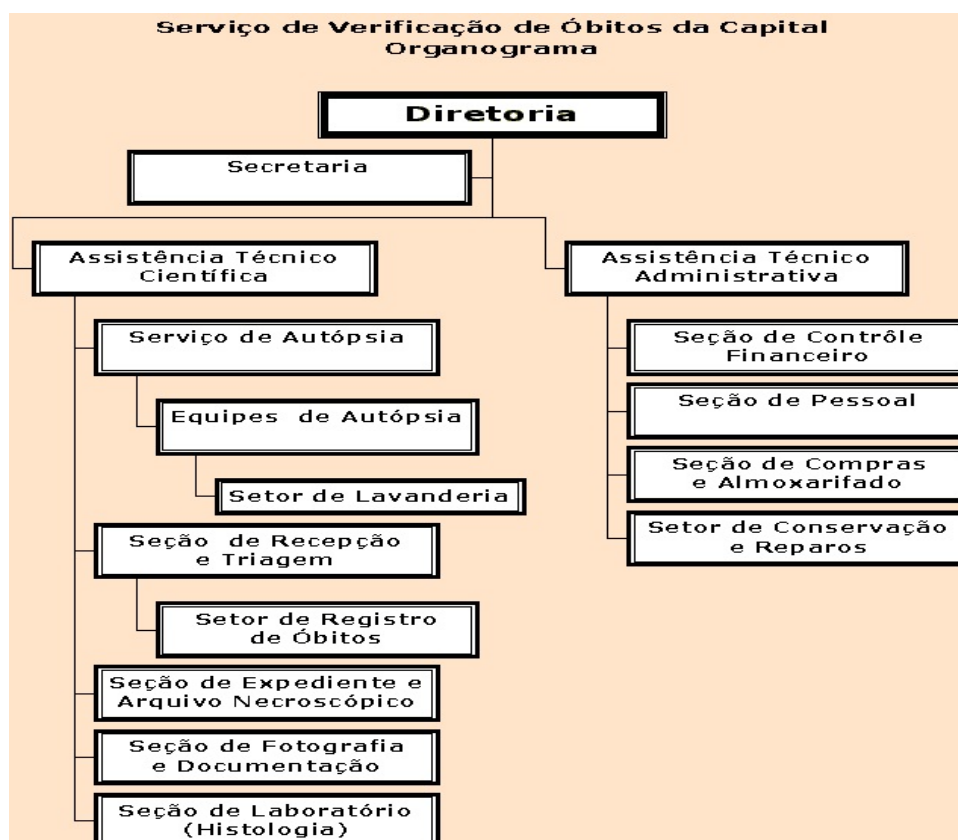 Serviço de Verificação de Óbitos da Capital
Organograma
Diretoria
Secretaria
Assistência Técnico
Científica
Assistência Técnico
Administrativa
Serviço de Autópsia
Equipes de Autópsia
Setor de Lavanderia
Seção de Recepção
e Triagem
Setor de Registro
de Óbitos
Seção de Expediente e
Arquivo Necroscópico
Seção de Fotografia
e Documentação
Seção de Laboratório
(Histologia)
Seção de Contrôle
Financeiro
Seção de Pessoal
Seção de Compras
e Almoxarifado
Setor de Conservação
e Reparos